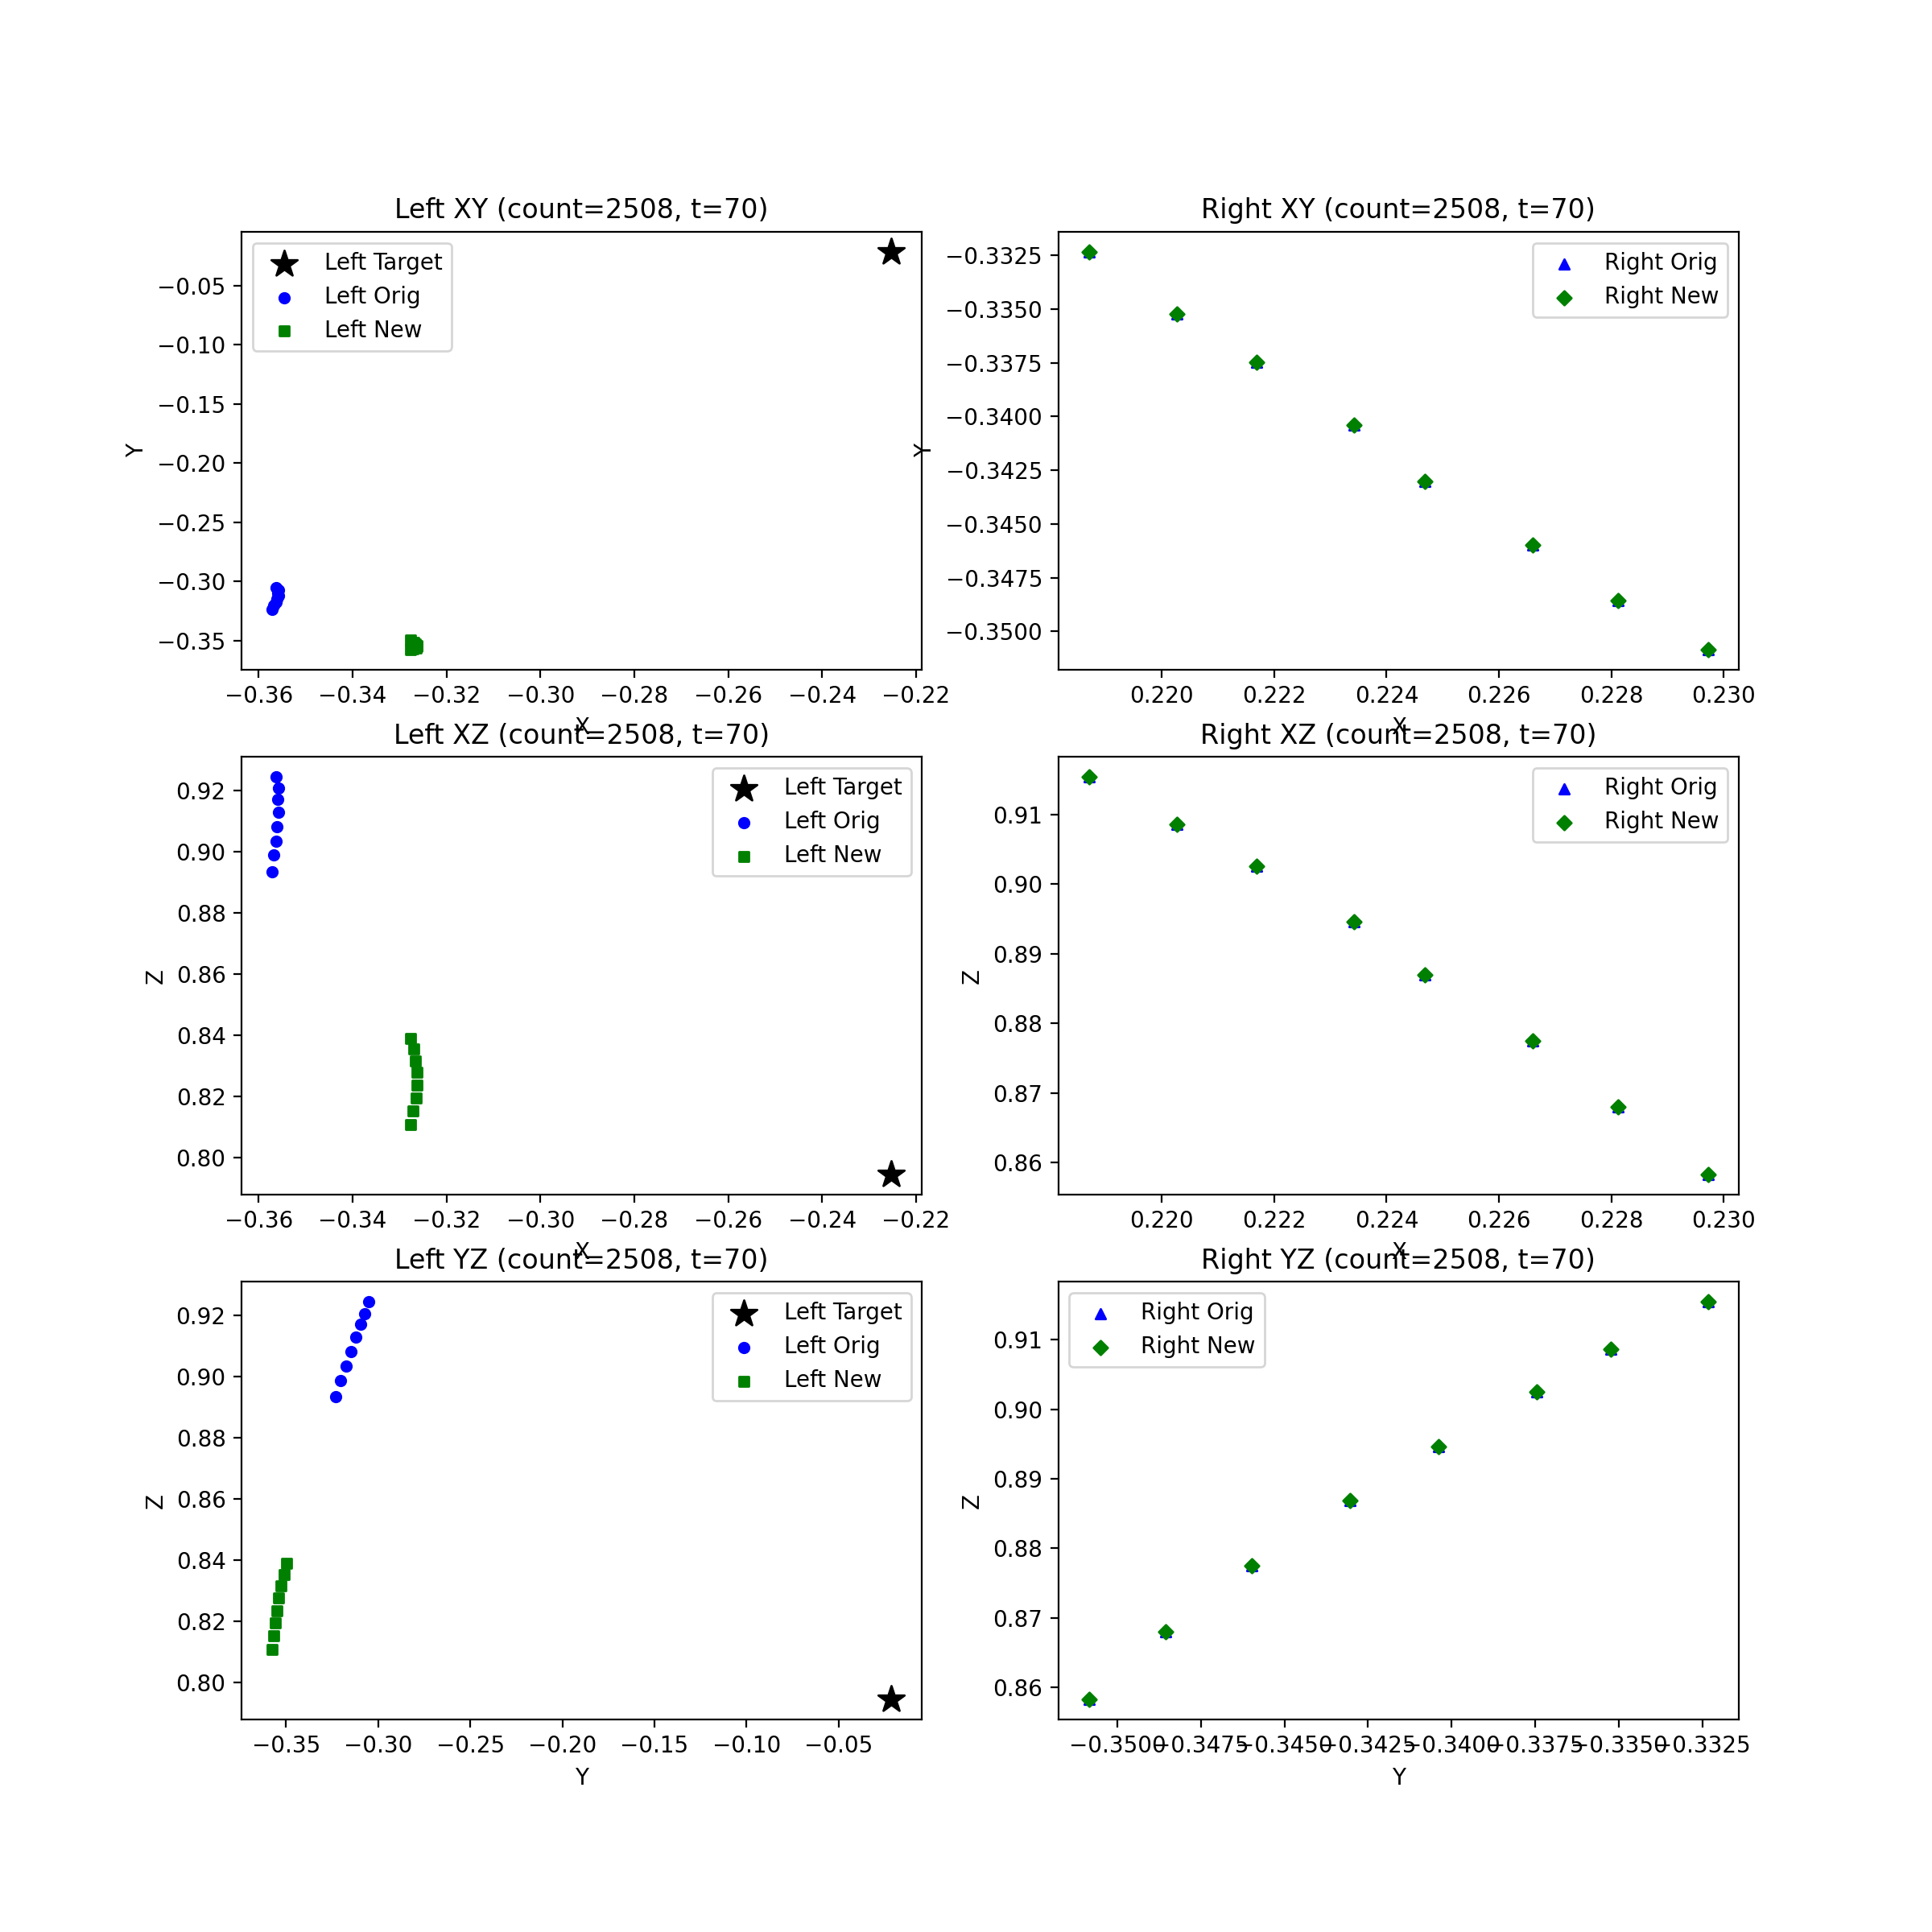 Left XY (count=2508, t=70)
Left Target
Left Orig
Left New
−0.05
−0.10
−0.15
−0.20
−0.25
−0.30
−0.35
Y
−0.36 −0.34 −0.32 −0.30 −0.28 −0.26 −0.24 −0.22
X
Right XY (count=2508, t=70)
Right Orig
Right New
−0.3325
−0.3350
−0.3375
−0.3400
−0.3425
−0.3450
−0.3475
−0.3500
Y
0.220 0.222 0.224 0.226 0.228 0.230
X
Left XZ (count=2508, t=70)
Left Target
Left Orig
Left New
0.92
0.90
0.88
0.86
0.84
0.82
0.80
Z
−0.36 −0.34 −0.32 −0.30 −0.28 −0.26 −0.24 −0.22
X
Right XZ (count=2508, t=70)
Right Orig
Right New
0.91
0.90
0.89
0.88
0.87
0.86
Z
0.220 0.222 0.224 0.226 0.228 0.230
X
Left YZ (count=2508, t=70)
Left Target
Left Orig
Left New
0.92
0.90
0.88
0.86
0.84
0.82
0.80
Z
−0.35 −0.30 −0.25 −0.20 −0.15 −0.10 −0.05
Y
Right YZ (count=2508, t=70)
Right Orig
Right New
0.91
0.90
0.89
0.88
0.87
0.86
Z
−0.3500 −0.3475 −0.3450 −0.3425 −0.3400 −0.3375 −0.3350 −0.3325
Y